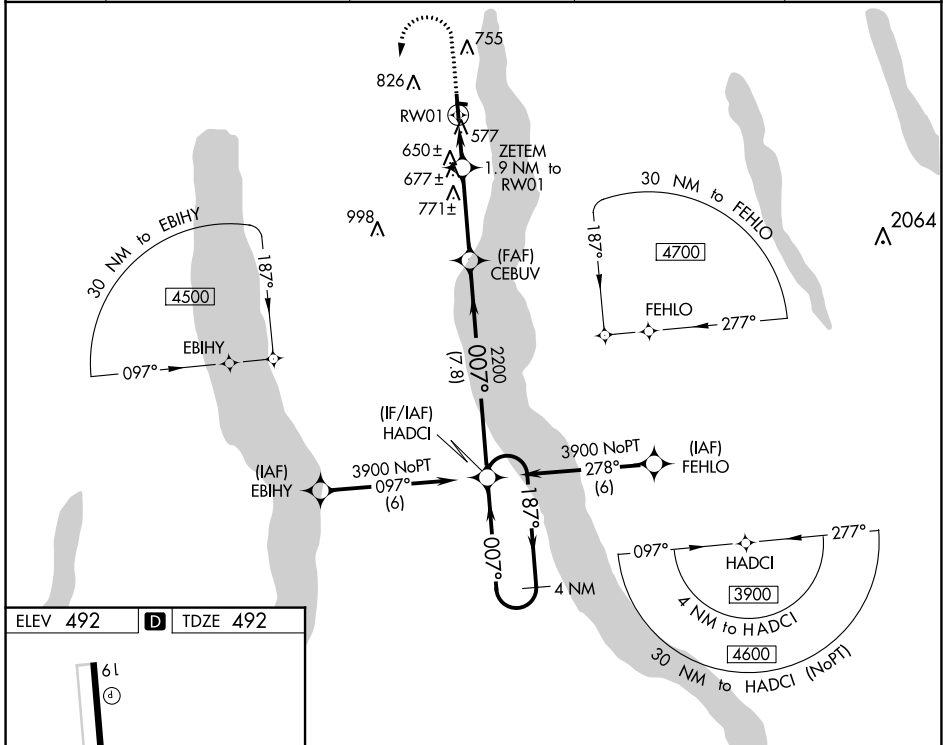 755
826
RW01
577
650±
ZETEM
1.9 NM to
RW01
677±
771±
998
(FAF)
CEBUV
30 NM to EBIHY
187°
4500
EBIHY
097°
30 NM to FEHLO
187°
4700
FEHLO
277°
2064
2200
007°
(7.8)
(IF/IAF)
HADCI
(IAF)
EBIHY
3900 NoPT
097°
(6)
3900 NoPT
278°
(6)
(IAF)
FEHLO
187°
007°
4 NM
097°
277°
HADCI
3900
4 NM to HADCI
4600
30 NM to HADCI (NoPT)
ELEV 492
D
TDZE 492
19
P